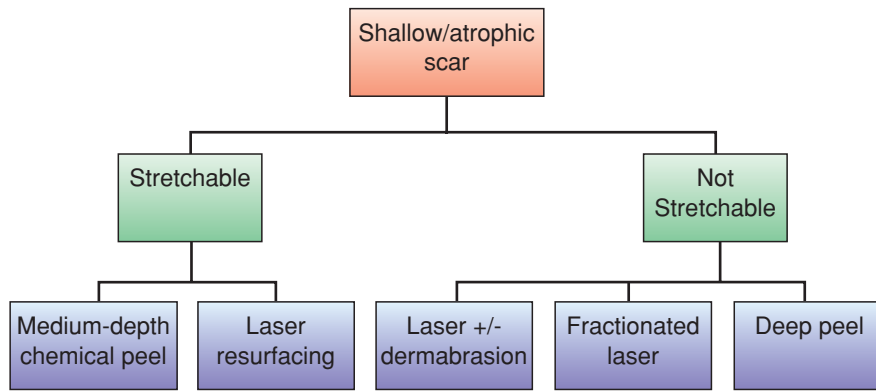 Shallow/atrophic
scar
Stretchable
Not
Stretchable
Medium-depth
chemical peel
Laser
resurfacing
Laser +/-
dermabrasion
Fractionated
laser
Deep peel